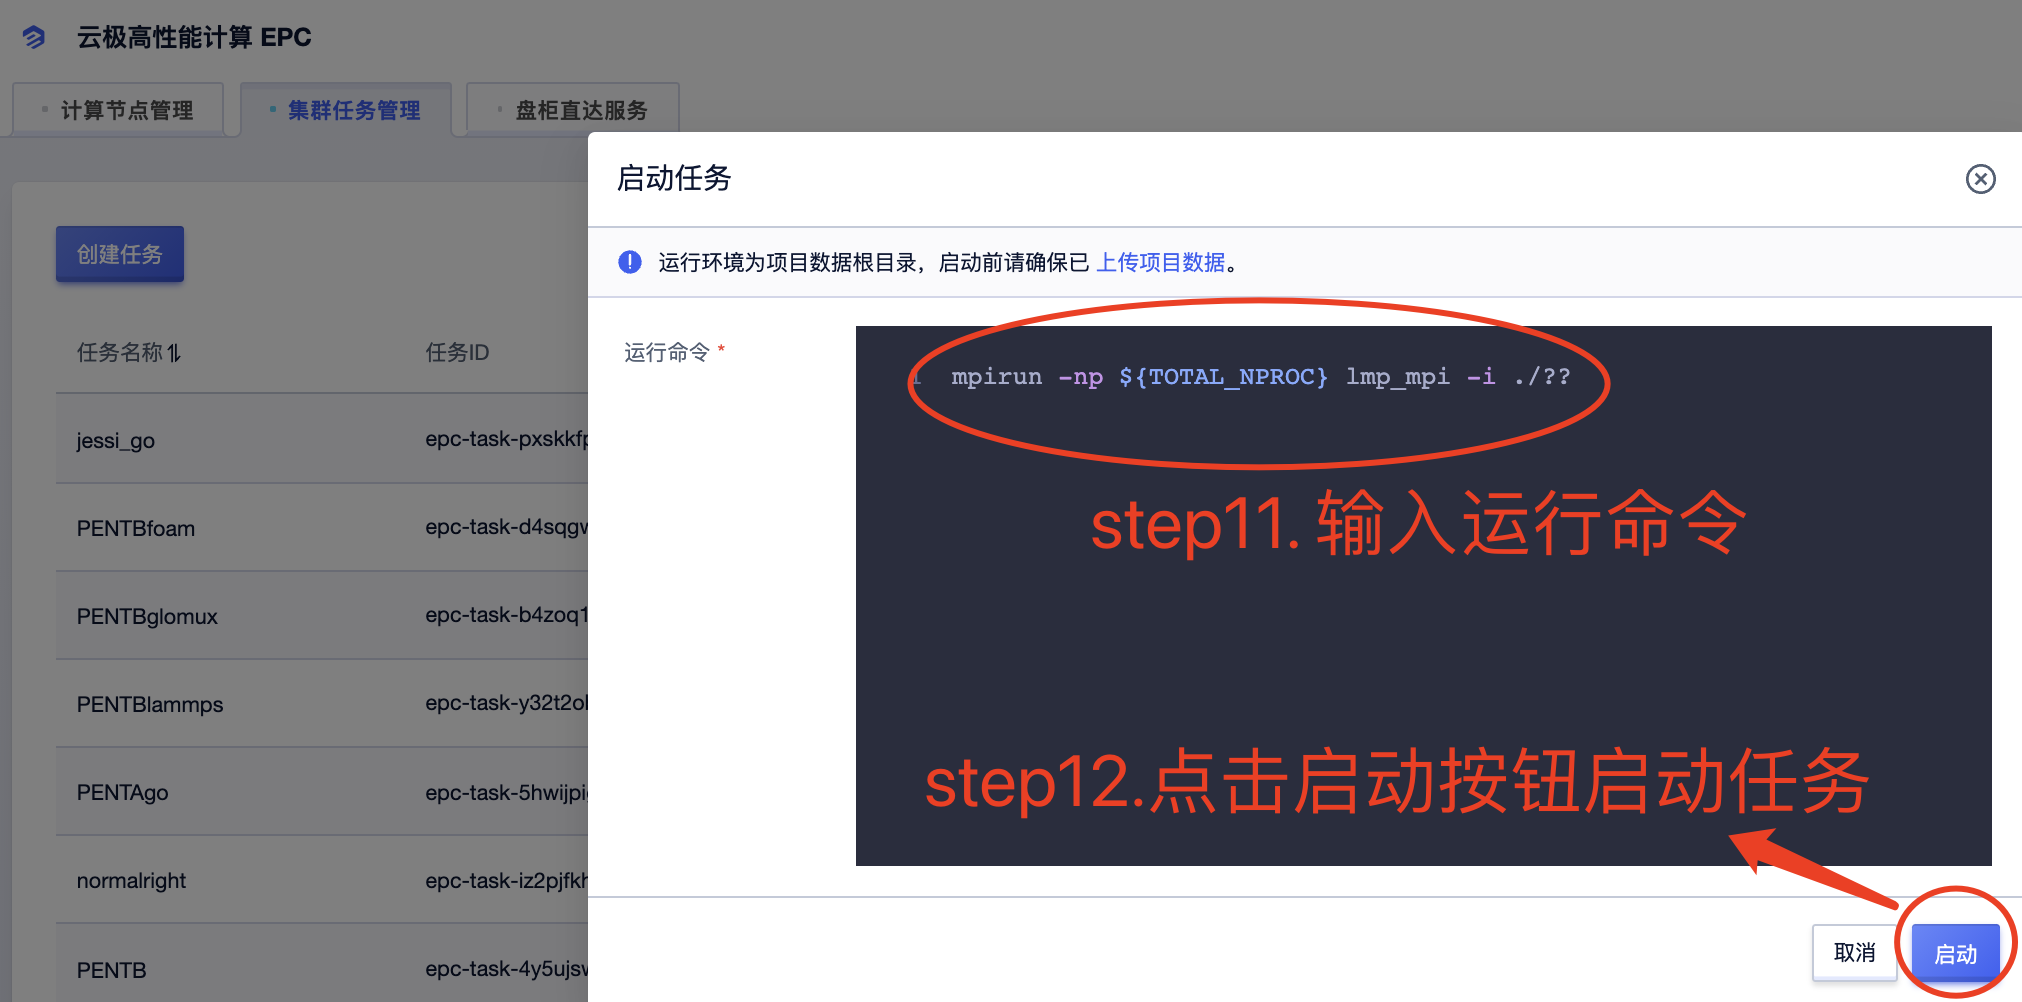 云极高性能计算 EPC
计算节点管理
集群任务管理
盘柜直达服务
启动任务
运行环境为项目数据根目录，启动前请确保已 上传项目数据。
创建任务
运行命令 *
1 mpirun -np ${TOTAL_NPROC} lmp_mpi -i ./??
step11. 输入运行命令
step12.点击启动按钮启动任务
任务名称 任务ID
jessi_go epc-task-pxskkfp
PENTBfoam epc-task-d4sqgw
PENTBglomux epc-task-b4zoq1
PENTBlammps epc-task-y32t2ol
PENTAgo epc-task-5hwijpi
normalright epc-task-iz2pjfkh
PENTB epc-task-4y5ujsw
取消
启动